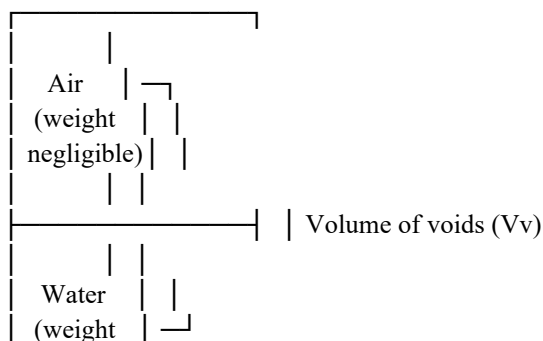 Air
(weight
negligible)
Volume of voids (Vv)
Water
(weight